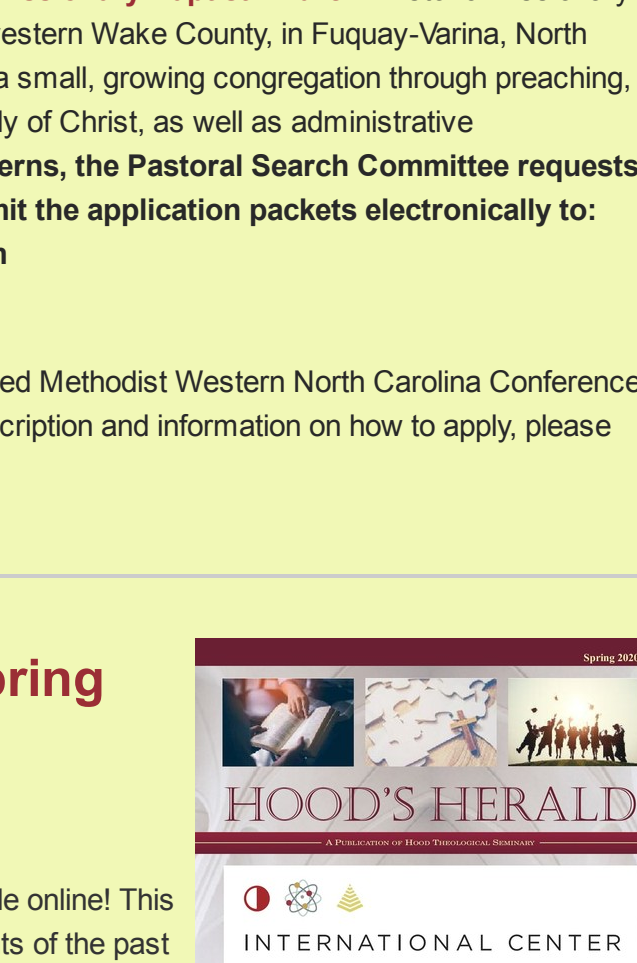 western Wake County, in Fuquay-Varina, North
a small, growing congregation through preaching,
dy of Christ, as well as administrative
erns, the Pastoral Search Committee requests
mit the application packets electronically to:
ed Methodist Western North Carolina Conference
cription and information on how to apply, please
pring
Spring 2020
HOOD'S HERALD
A Publication of Hood Theological Seminary
le online! This
ts of the past
INTERNATIONAL CENTER